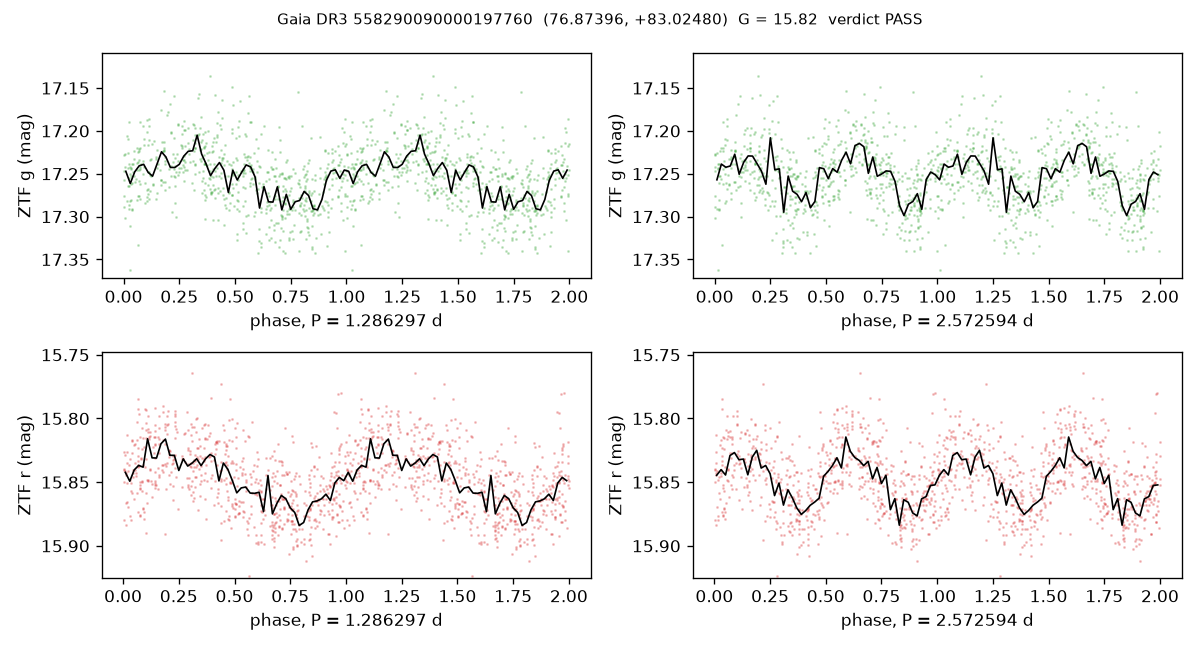 Gaia DR3 558290090000197760 (76.87396, +83.02480) G = 15.82 verdict PASS
ZTF g (mag)
17.15
17.20
17.25
17.30
17.35
0.00 0.25 0.50 0.75 1.00 1.25 1.50 1.75 2.00
phase, P = 1.286297 d
ZTF g (mag)
17.15
17.20
17.25
17.30
17.35
0.00 0.25 0.50 0.75 1.00 1.25 1.50 1.75 2.00
phase, P = 2.572594 d
ZTF r (mag)
15.75
15.80
15.85
15.90
0.00 0.25 0.50 0.75 1.00 1.25 1.50 1.75 2.00
phase, P = 1.286297 d
ZTF r (mag)
15.75
15.80
15.85
15.90
0.00 0.25 0.50 0.75 1.00 1.25 1.50 1.75 2.00
phase, P = 2.572594 d